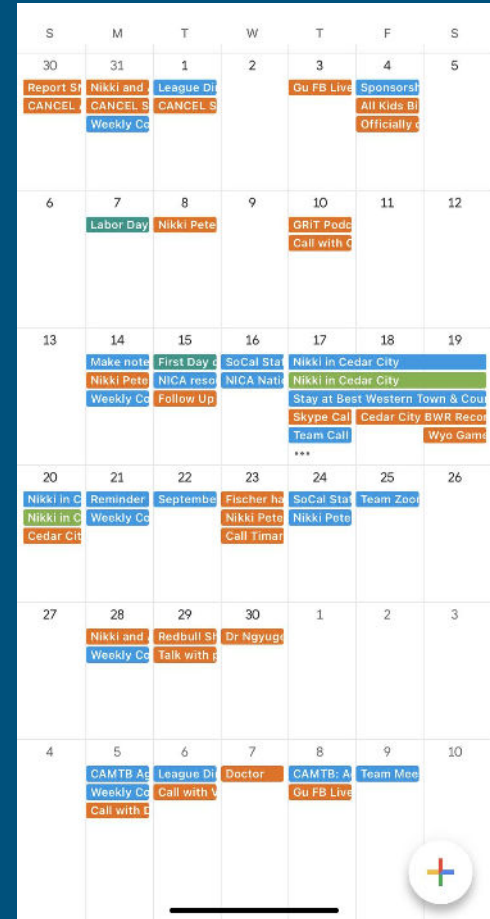 S M T W T F S
30 31 1 2 3 4 5
Report S Nikki and League Di Gu FB Live Sponsorsh
CANCEL CANCEL S CANCEL S All Kids Bi
Weekly Co Officially
6 7 8 9 10 11 12
Labor Day Nikki Pete GRiT Podc
Call with
13 14 15 16 17 18 19
Make note First Day SoCal Stat Nikki in Cedar City
Nikki Pete NICA reso NICA Natio Nikki in Cedar City
Weekly Co Follow Up Stay at Best Western Town & Cou
Skype Cal Cedar City BWR Recon
Team Call Wyo Game
•••
20 21 22 23 24 25 26
Nikki in C Reminder Septembe Fischer ha SoCal Stat Team Zoo
Nikki in C Weekly Co Nikki Pete Nikki Pete
Cedar Cit Call Timar
27 28 29 30 1 2 3
Nikki and Redbull Sh Dr Ngyuge
Weekly Co Talk with p
4 5 6 7 8 9 10
CAMTB Ag League Di Doctor CAMTB: A Team Mee
Weekly Co Call with V Gu FB Live
Call with D